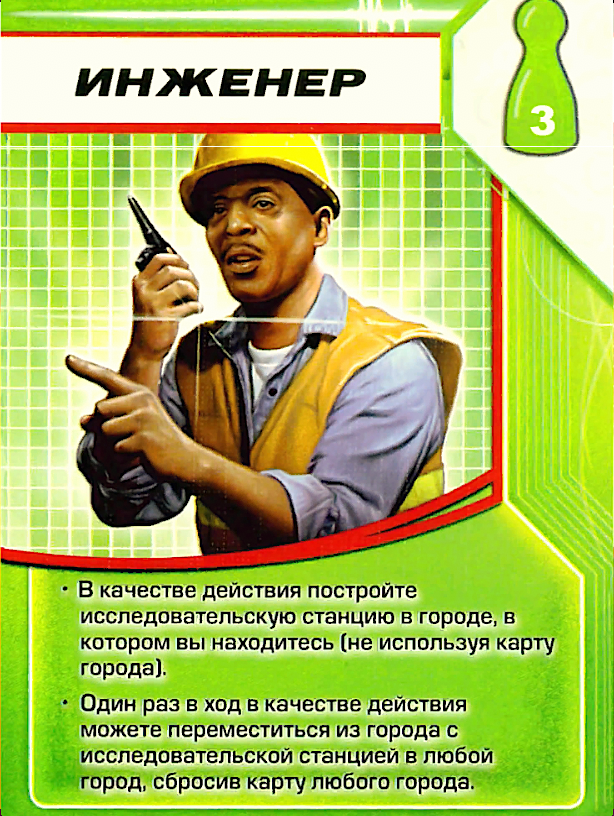 ИНЖЕНЕР
3
• В качестве действия постройте
исследовательскую станцию в городе, в
котором вы находитесь (не используя карту
города).
• Один раз в ход в качестве действия
можете переместиться из города с
исследовательской станцией в любой
город, сбросив карту любого города.